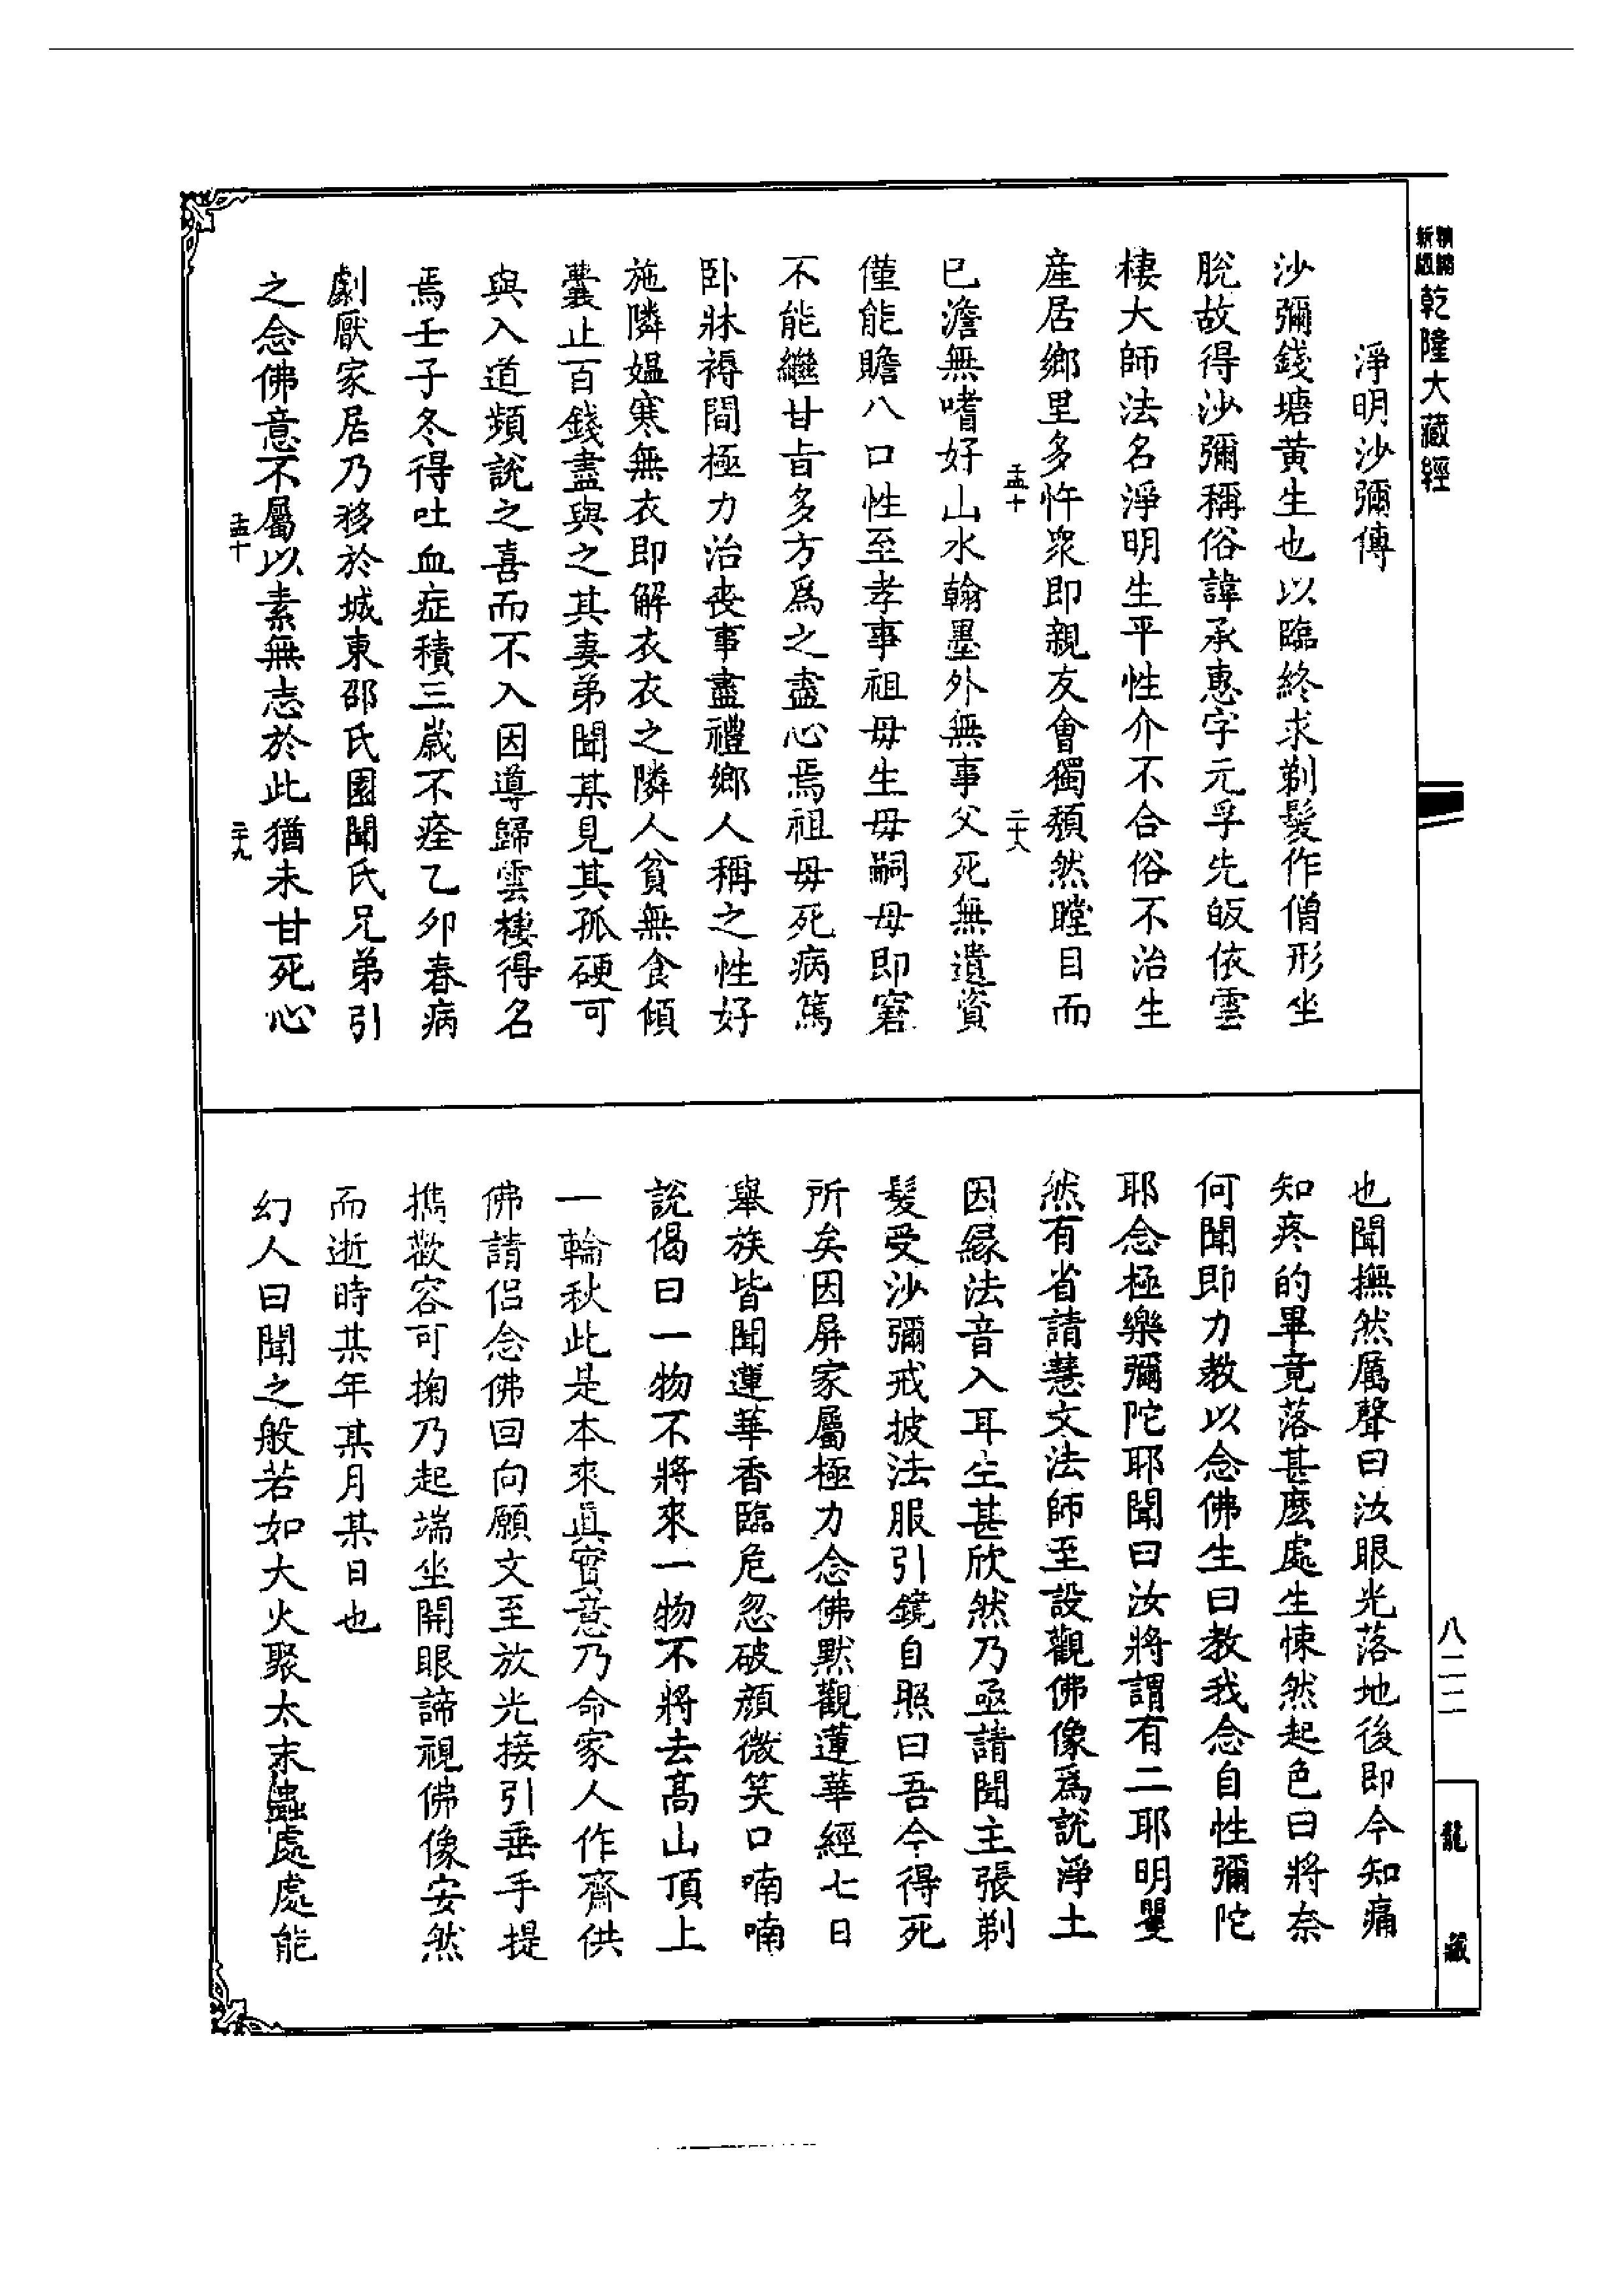 精繕
新版
乾隆大藏經
淨明沙彌傳
沙彌錢塘黃生也以臨終求剃髮作僧形坐
脫故得沙彌稱俗諱承惠字元孚先皈依雲
棲大師法名淨明生平性介不合俗不治生
產居鄉里多忤衆即親友會獨頹然瞠目而
孟十
二十八
已澹無嗜好山水翰墨外無事父死無遺資
僅能贍八口性至孝事祖母生母嗣母即窘
不能繼甘旨多方爲之盡心焉祖母死病篤
卧牀褥間極力治喪事盡禮鄉人稱之性好
施隣媼寒無衣即解衣衣之隣人貧無食傾
囊止百錢盡與之其妻弟聞某見其孤硬可
與入道頻說之喜而不入因導歸雲棲得名
焉壬子冬得吐血症積三歲不痊乙卯春病
劇厭家居乃移於城東邵氏園聞氏兄弟引
之念佛意不屬以素無志於此猶未甘死心
孟十
二十九
也聞撫然厲聲曰汝眼光落地後即今知痛
知疼的畢竟落甚麽處生悚然起色曰將奈
何聞即力教以念佛生曰教我念自性彌陀
耶念極樂彌陀耶聞曰汝將謂有二耶明瞿
然有省請慧文法師至設觀佛像爲說淨土
因緣法音入耳生甚欣然乃亟請聞主張剃
髮受沙彌戒披法服引鏡自照曰吾今得死
所矣因屏家屬極力念佛默觀蓮華經七日
舉族皆聞蓮華香臨危忽破顔微笑口喃喃
說偈曰一物不將來一物不將去高山頂上
一輪秋此是本來眞實意乃命家人作齋供
佛請侶念佛回向願文至放光接引垂手提
擕歡容可掬乃起端坐開眼諦視佛像安然
而逝時某年某月某日也
幻人曰聞之般若如大火聚太末蟲處處能
八二二
龍藏